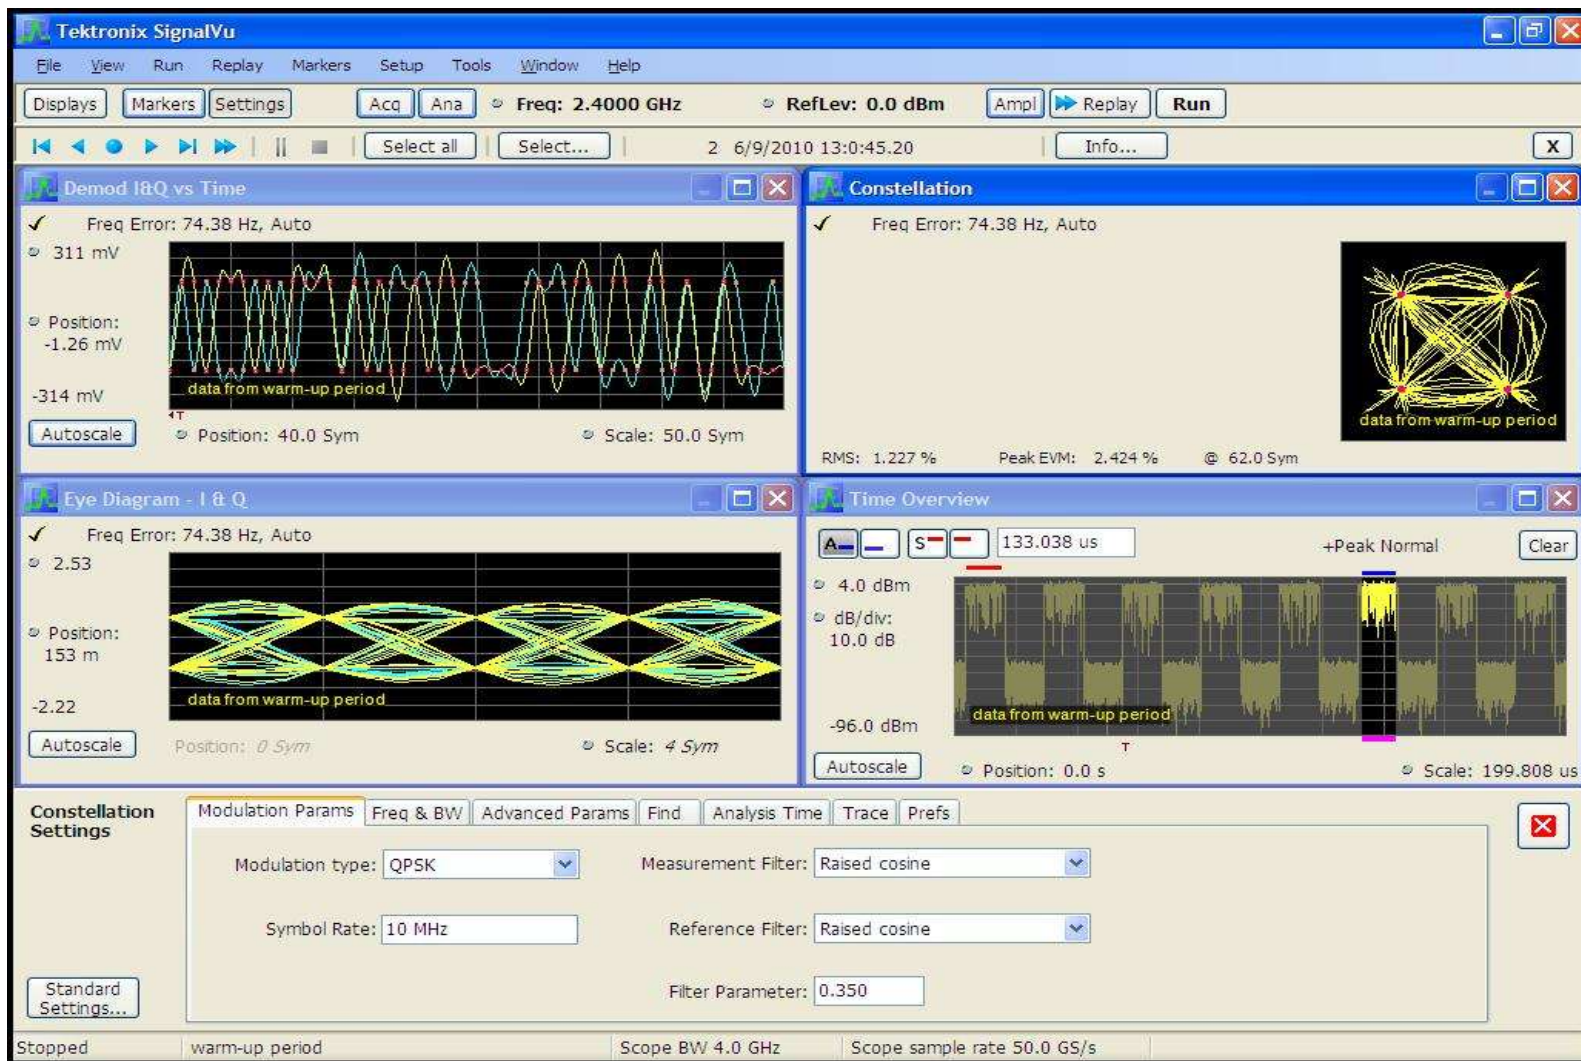 Tektronix SignalVu
File View Run Replay Markers Setup Tools Window Help
Displays Markers Settings Acq Ana Freq: 2.4000 GHz RefLev: 0.0 dBm Ampl Replay Run
Select all Select... 2 6/9/2010 13:0:45.20 Info... X
Demod I&Q vs Time
Freq Error: 74.38 Hz, Auto
311 mV
Position:
-1.26 mV
-314 mV
data from warm-up period
T
Autoscale Position: 40.0 Sym Scale: 50.0 Sym
Constellation
Freq Error: 74.38 Hz, Auto
data from warm-up period
RMS: 1.227 % Peak EVM: 2.424 % @ 62.0 Sym
Eye Diagram - I & Q
Freq Error: 74.38 Hz, Auto
2.53
Position:
153 m
-2.22
data from warm-up period
Autoscale Position: 0 Sym Scale: 4 Sym
Time Overview
A S 133.038 us +Peak Normal Clear
4.0 dBm
dB/div:
10.0 dB
-96.0 dBm
data from warm-up period
T
Autoscale Position: 0.0 s Scale: 199.808 us
Constellation
Settings
Modulation Params Freq & BW Advanced Params Find Analysis Time Trace Prefs
Modulation type: QPSK Measurement Filter: Raised cosine
Symbol Rate: 10 MHz Reference Filter: Raised cosine
Filter Parameter: 0.350
Standard
Settings...
Stopped warm-up period Scope BW 4.0 GHz Scope sample rate 50.0 GS/s